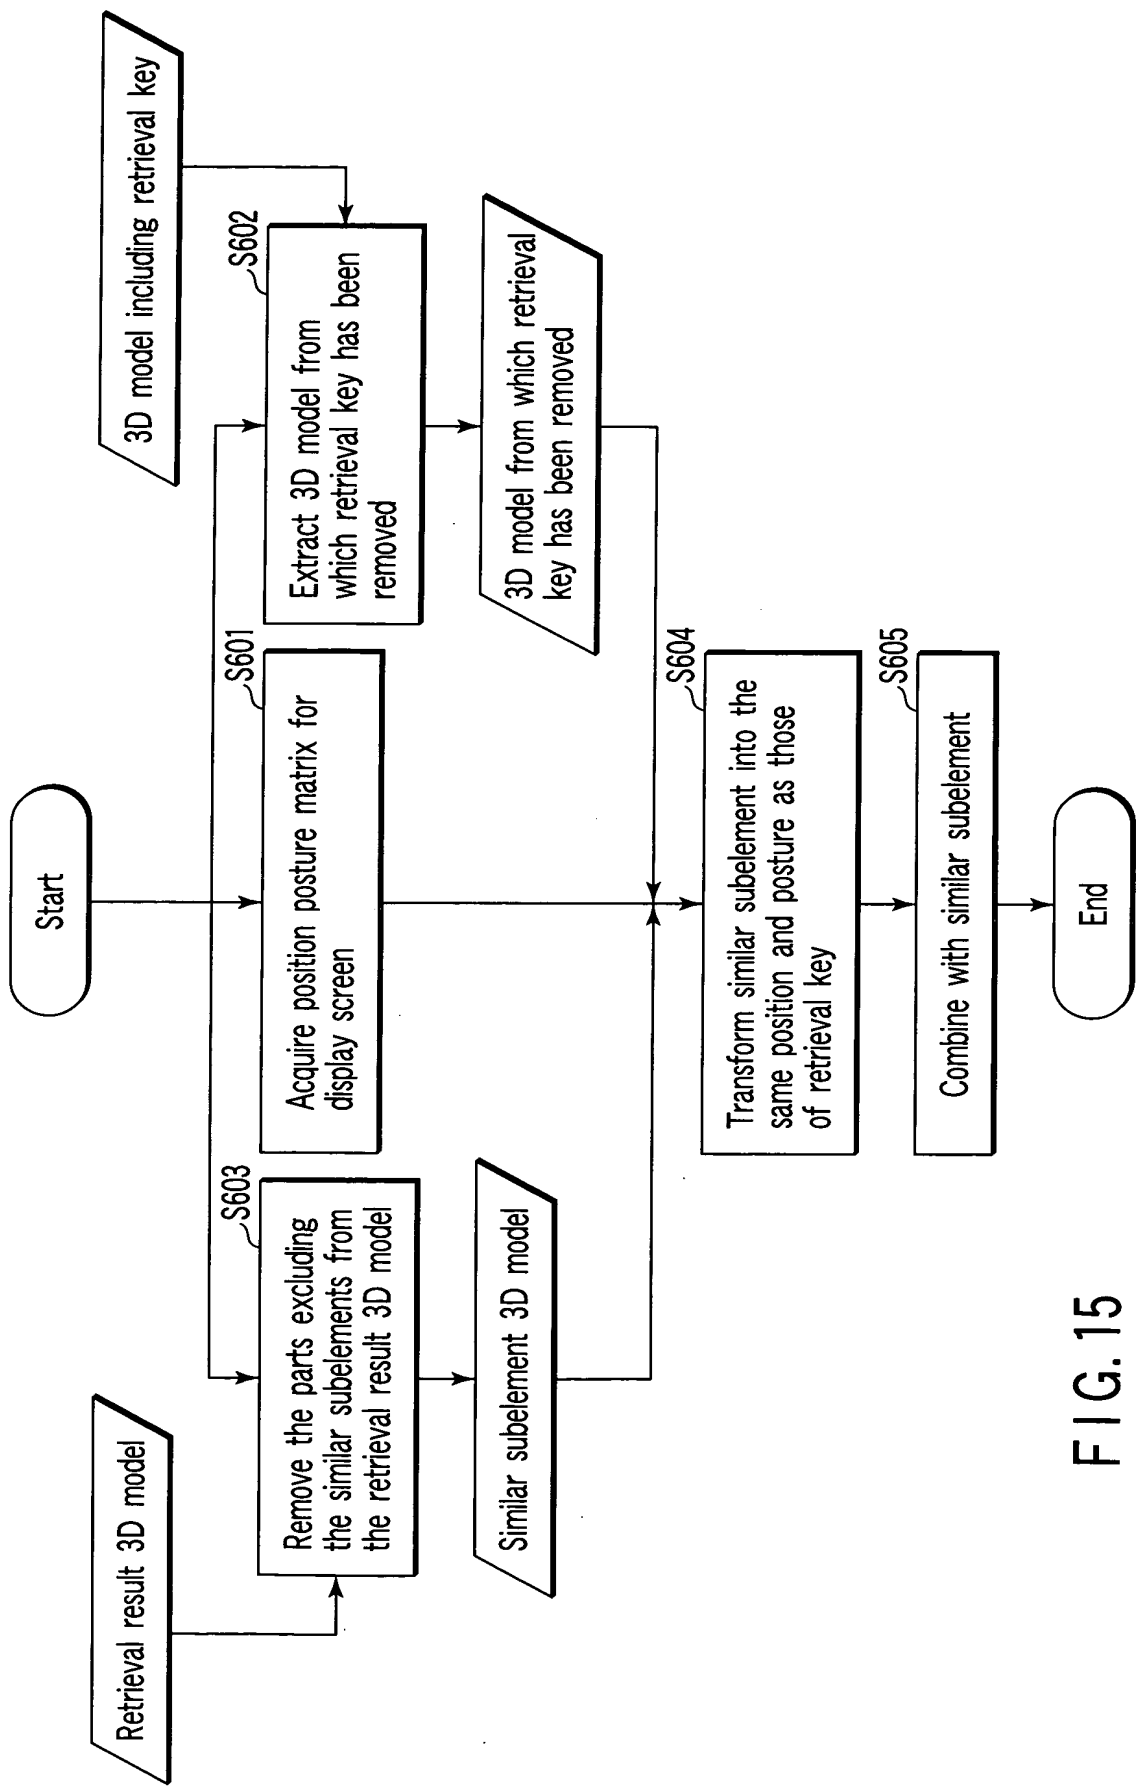 Start
Retrieval result 3D model
3D model including retrieval key
S603
Remove the parts excluding
the similar subelements from
the retrieval result 3D model
S601
Acquire position posture matrix for
display screen
S602
Extract 3D model from
which retrieval key has been
removed
Similar subelement 3D model
3D model from which retrieval
key has been removed
S604
Transform similar subelement into the
same position and posture as those
of retrieval key
S605
Combine with similar subelement
End
FIG. 15